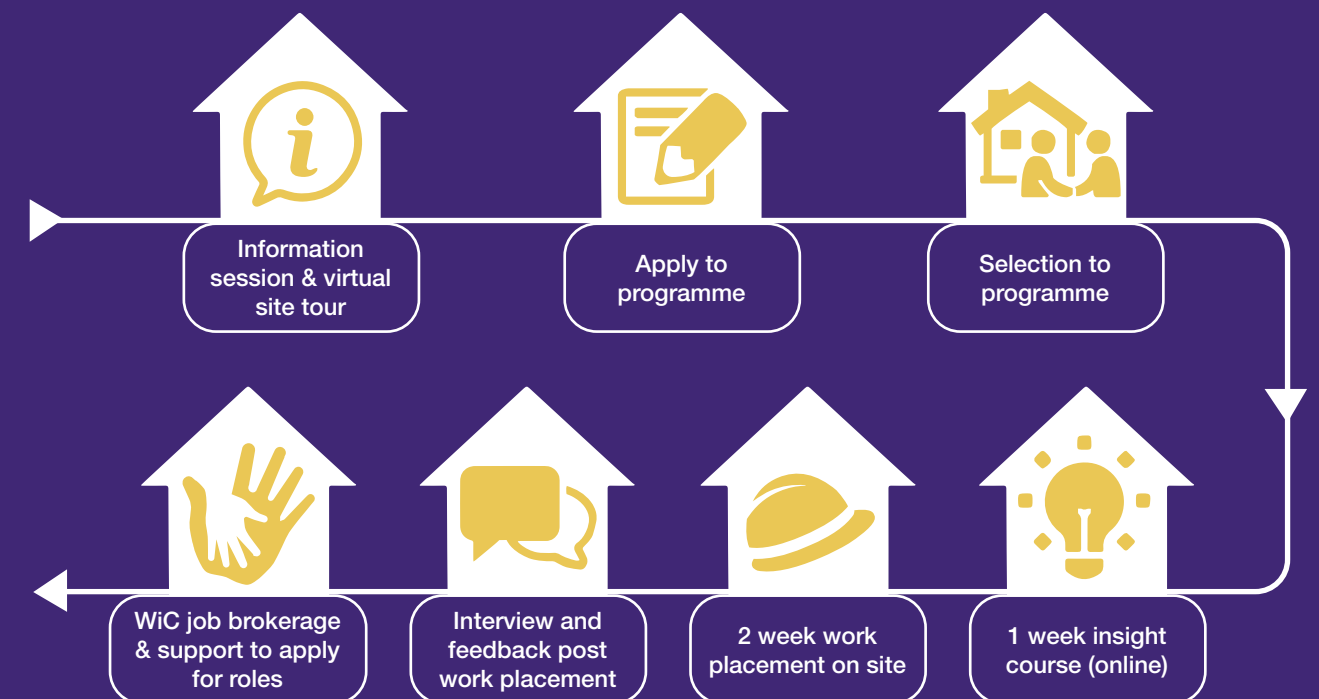 Information
session & virtual
site tour
Apply to
programme
Selection to
programme
WiC job brokerage
& support to apply
for roles
Interview and
feedback post
work placement
2 week work
placement on site
1 week insight
course (online)